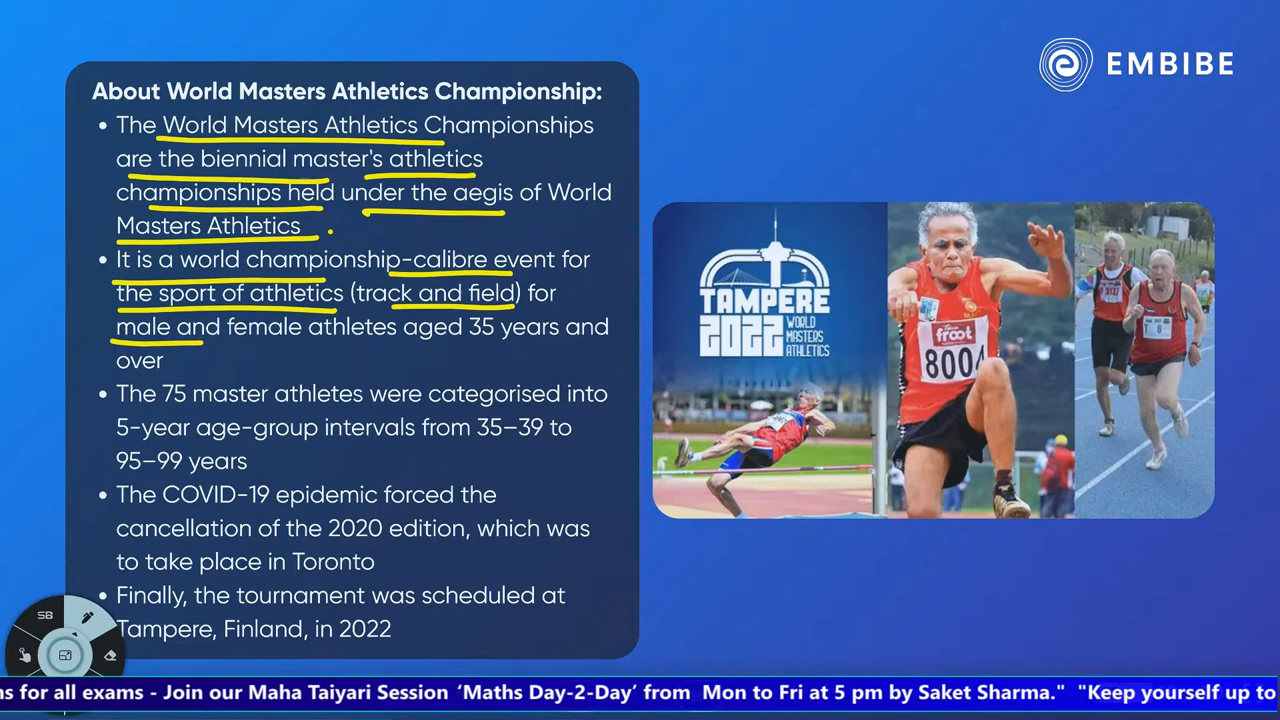 EMBIBE
About World Masters Athletics Championship:
• The World Masters Athletics Championships
are the biennial master's athletics
championships held under the aegis of World
Masters Athletics
• It is a world championship-calibre event for
the sport of athletics (track and field) for
male and female athletes aged 35 years and
over
• The 75 master athletes were categorised into
5-year age-group intervals from 35–39 to
95–99 years
• The COVID-19 epidemic forced the
cancellation of the 2020 edition, which was
to take place in Toronto
• Finally, the tournament was scheduled at
Tampere, Finland, in 2022
TAMPERE
2022 WORLD
MASTERS
ATHLETICS
froot
8004
SB
ns for all exams - Join our Maha Taiyari Session ‘Maths Day-2-Day’ from Mon to Fri at 5 pm by Saket Sharma." "Keep yourself up to